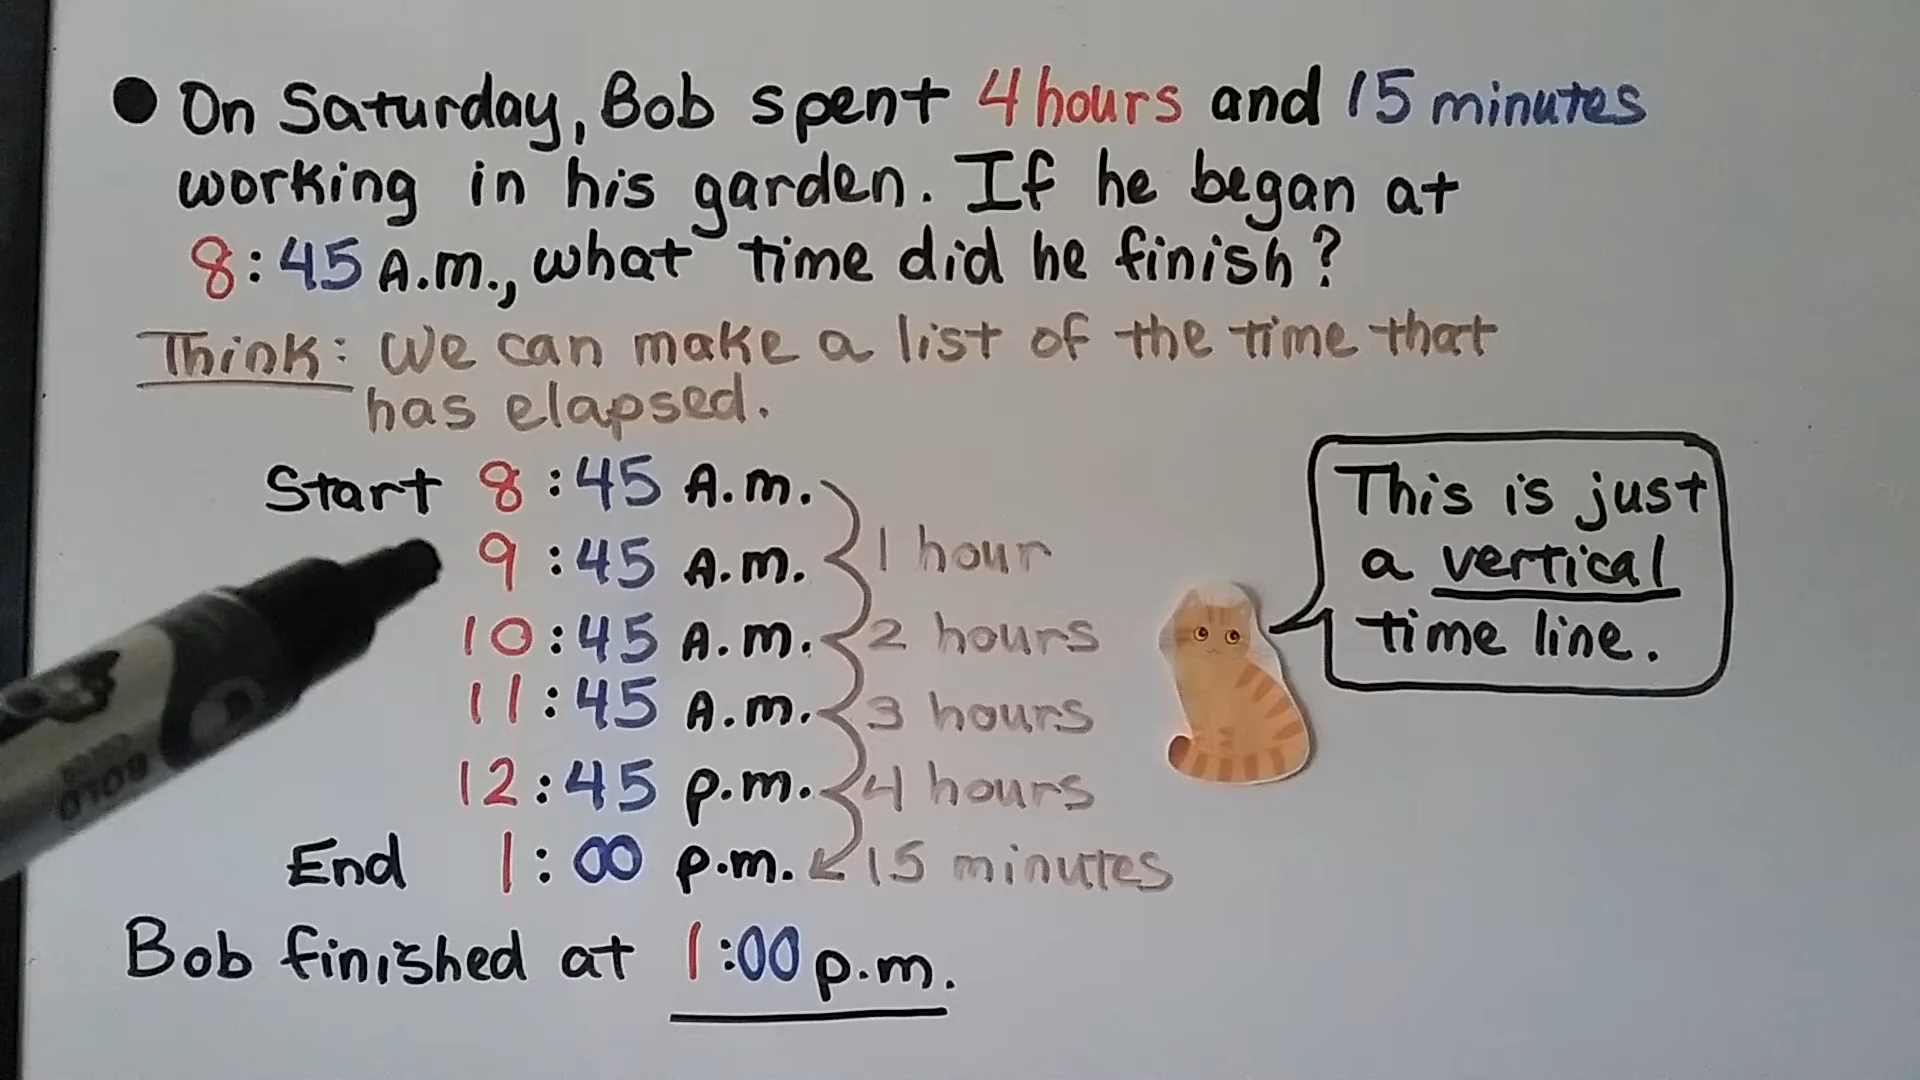 ● On Saturday, Bob spent 4 hours and 15 minutes
working in his garden. If he began at
8:45 A.m., what time did he finish?
Think: We can make a list of the time that
has elapsed.
Start 8:45 A.m.
9:45 A.m. 1 hour
10:45 A.m. 2 hours
11:45 A.m. 3 hours
12:45 p.m. 4 hours
End 1:00 p.m. 15 minutes
Bob finished at 1:00 p.m.
This is just
a vertical
time line.
BOLD